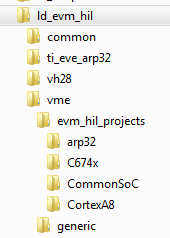 ld_evm_hil
common
ti_eve_arp32
vh28
vme
evm_hil_projects
arp32
C674x
CommonSoC
CortexA8
generic